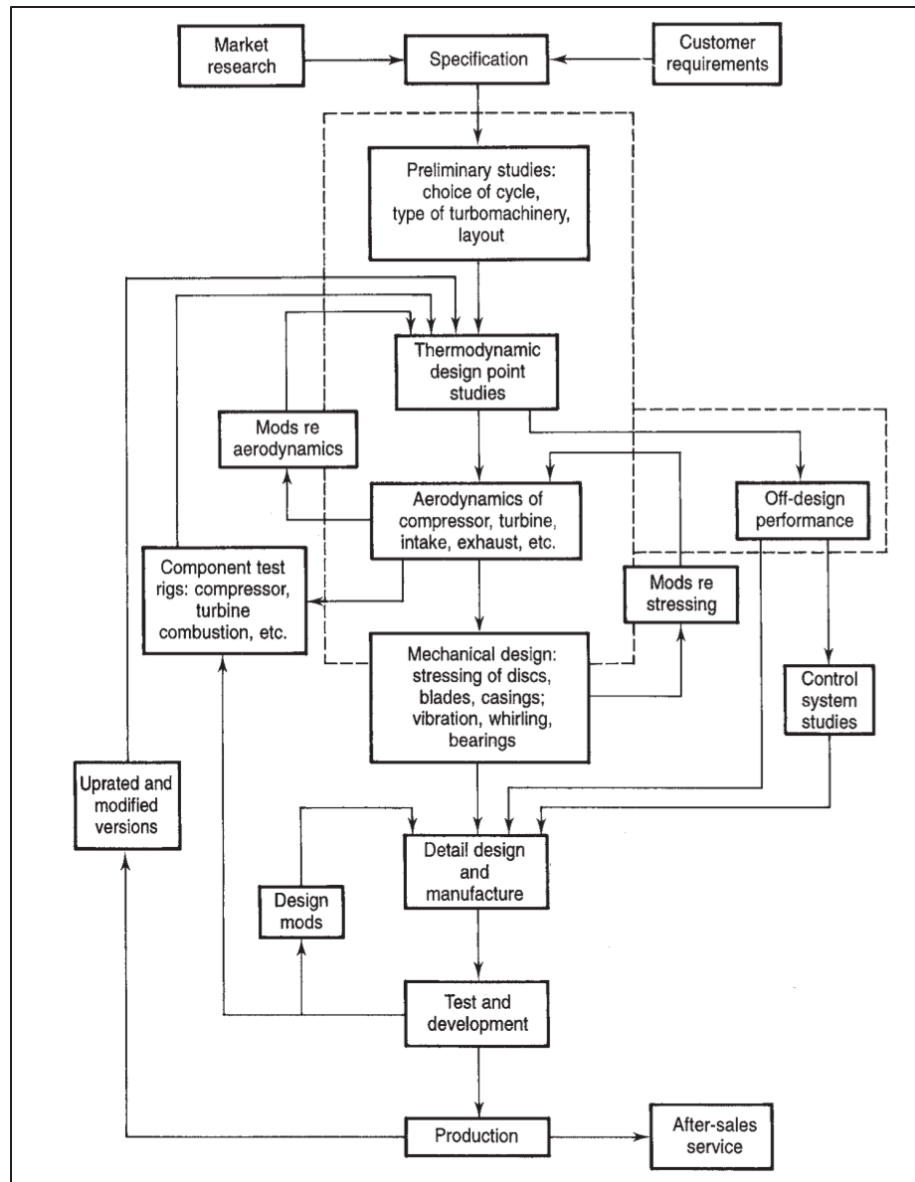 Market
research
Specification
Customer
requirements
Preliminary studies:
choice of cycle,
type of turbomachinery,
layout
Thermodynamic
design point
studies
Mods re
aerodynamics
Aerodynamics of
compressor, turbine,
intake, exhaust, etc.
Off-design
performance
Component test
rigs: compressor,
turbine
combustion, etc.
Mods re
stressing
Mechanical design:
stressing of discs,
blades, casings;
vibration, whirling,
bearings
Control
system
studies
Uprated and
modified
versions
Detail design
and
manufacture
Design
mods
Test and
development
Production
After-sales
service